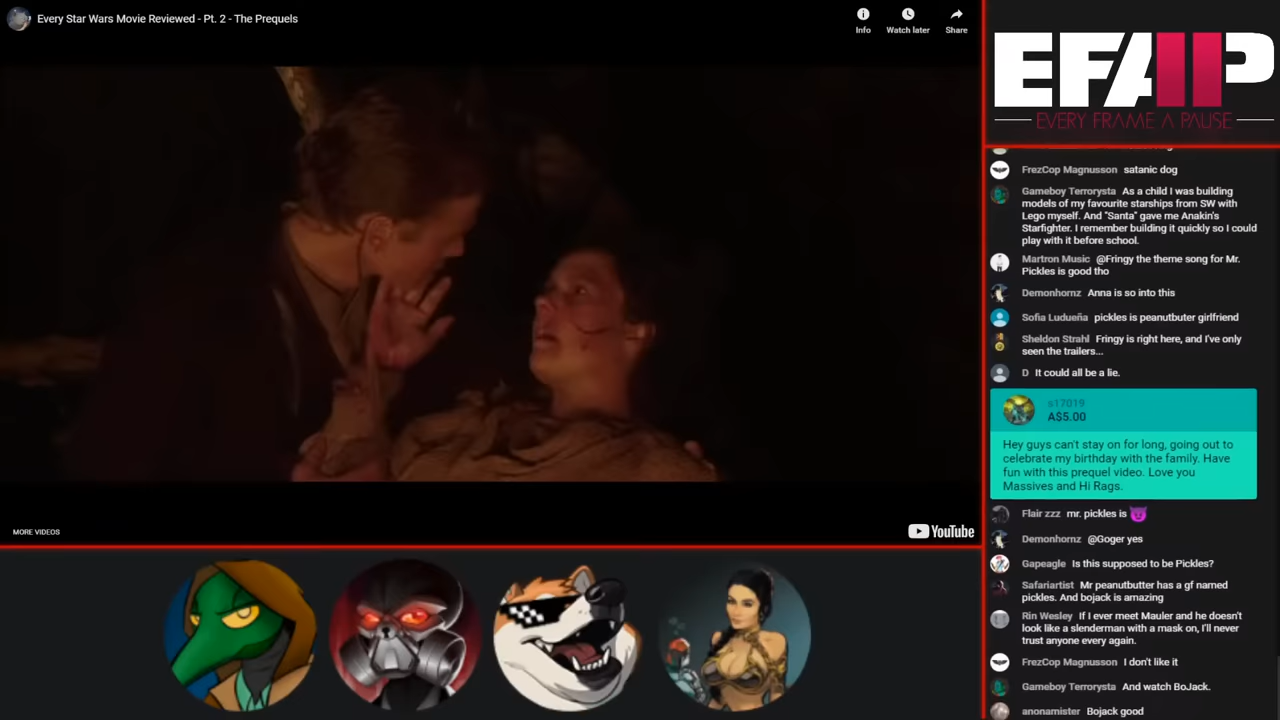 Every Star Wars Movie Reviewed - Pt. 2 - The Prequels
Info
Watch later
Share
MORE VIDEOS
YouTube
EFAP
EVERY FRAME A PAUSE
FrezCop Magnusson satanic dog
Gameboy Terrorysta As a child I was building
models of my favourite starships from SW with
Lego myself. And "Santa" gave me Anakin's
Starfighter. I remember building it quickly so I could
play with it before school.
Martron Music @Fringy the theme song for Mr.
Pickles is good tho
Demonhornz Anna is so into this
Sofia Ludueña pickles is peanutbuter girlfriend
Sheldon Strahl Fringy is right here, and I've only
seen the trailers...
D It could all be a lie.
s17019
A$5.00
Hey guys can't stay on for long, going out to
celebrate my birthday with the family. Have
fun with this prequel video. Love you
Massives and Hi Rags.
Flair zzz mr. pickles is 😈
Demonhornz @Goger yes
Gapeagle Is this supposed to be Pickles?
Safariartist Mr peanutbutter has a gf named
pickles. And bojack is amazing
Rin Wesley If I ever meet Mauler and he doesn't
look like a slenderman with a mask on, I'll never
trust anyone every again.
FrezCop Magnusson I don't like it
Gameboy Terrorysta And watch BoJack.
anonamister Bojack good